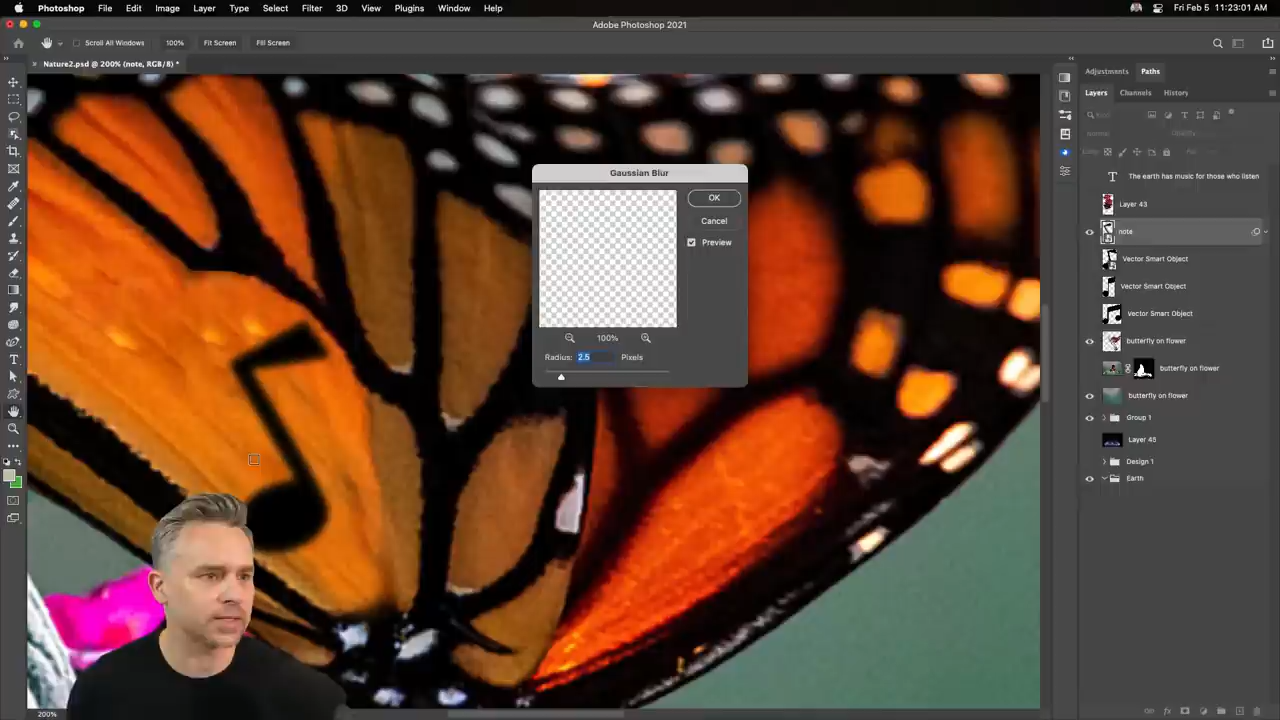 Photoshop File Edit Image Layer Type Select Filter 3D View Plugins Window Help Fri Feb 5 11:23:01 AM
Adobe Photoshop 2021
Scroll All Windows 100% Fit Screen Fill Screen
Nature2.psd @ 200% (note, RGB/8) *
Adjustments Paths
Layers Channels History
Opacity:
Gaussian Blur
OK
Cancel
Preview
100%
Radius: 2.5 Pixels
The earth has music for those who listen
Layer 43
note
Vector Smart Object
Vector Smart Object
Vector Smart Object
butterfly on flower
butterfly on flower
butterfly on flower
Group 1
Layer 48
Design 1
Earth
200%